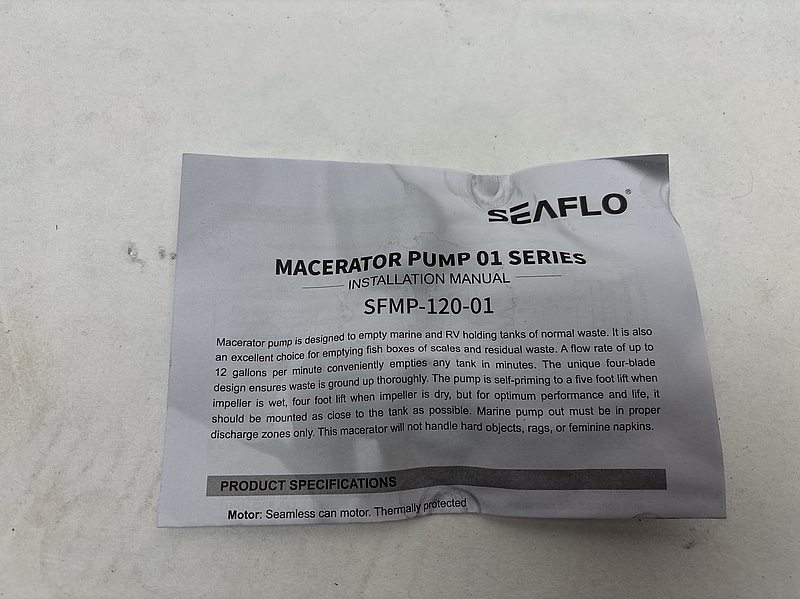 SEAFLO®
MACERATOR PUMP 01 SERIES
INSTALLATION MANUAL
SFMP-120-01
Macerator pump is designed to empty marine and RV holding tanks of normal waste. It is also
an excellent choice for emptying fish boxes of scales and residual waste. A flow rate of up to
12 gallons per minute conveniently empties any tank in minutes. The unique four-blade
design ensures waste is ground up thoroughly. The pump is self-priming to a five foot lift when
impeller is wet, four foot lift when impeller is dry, but for optimum performance and life, it
should be mounted as close to the tank as possible. Marine pump out must be in proper
discharge zones only. This macerator will not handle hard objects, rags, or feminine napkins.
PRODUCT SPECIFICATIONS
Motor: Seamless can motor. Thermally protected